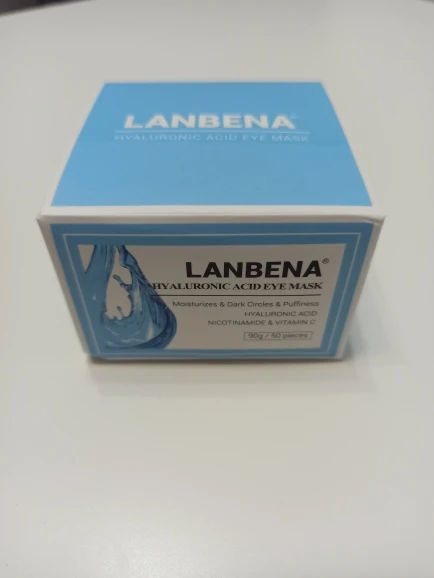 LANBENA
HYALURONIC ACID EYE MASK
LANBENA®
HYALURONIC ACID EYE MASK
Moisturizes & Dark Circles & Puffiness
HYALURONIC ACID
NICOTINAMIDE & VITAMIN C
90g / 50 pieces